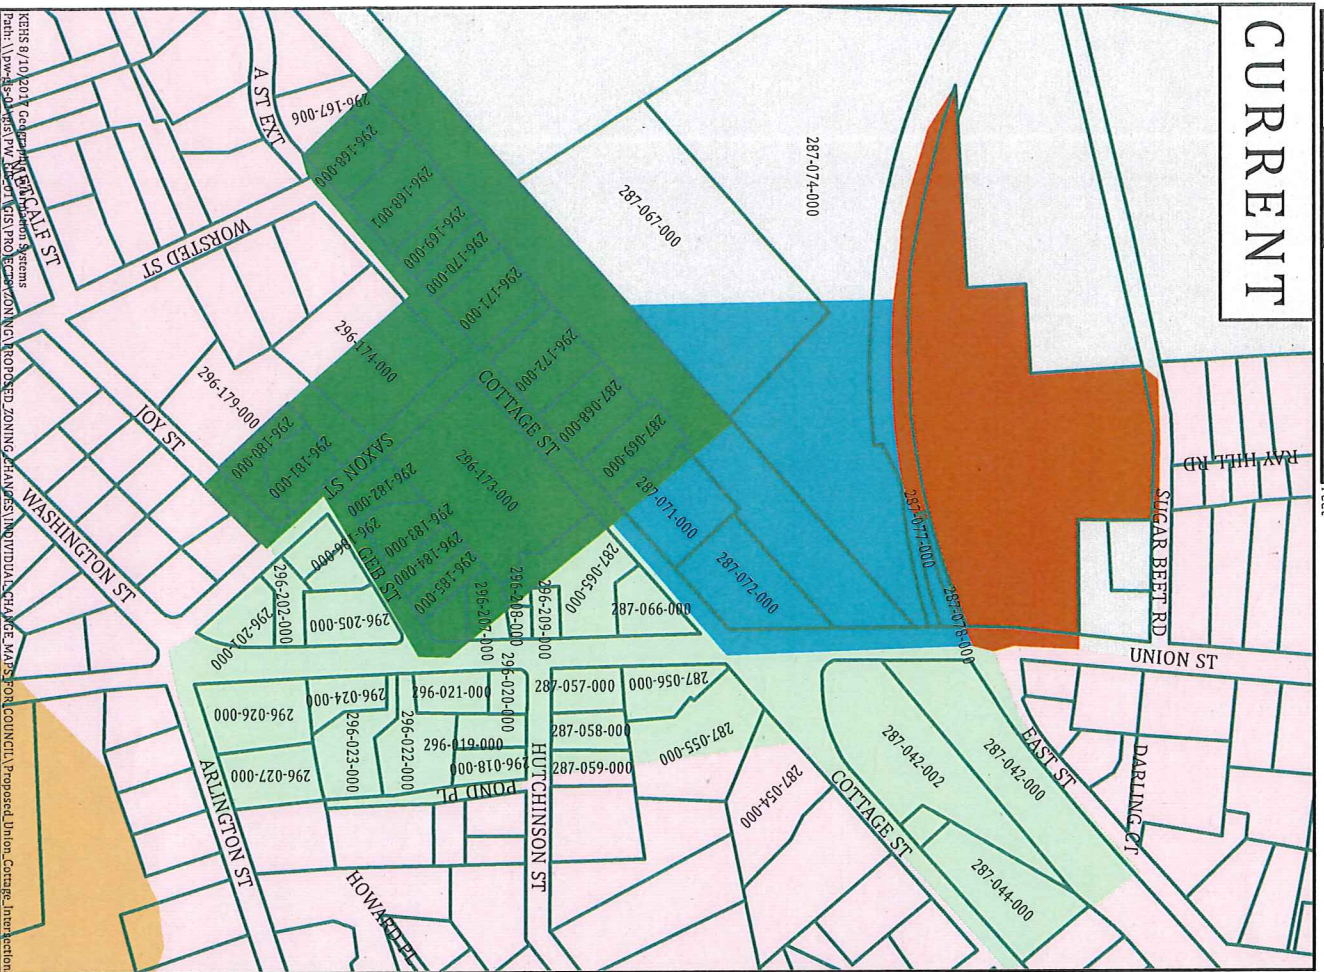 CURRENT
RAY HILL RD
SUGAR BEET RD
UNION ST
EAST ST
DARLING CT
287-074-000
287-067-000
287-077-000
287-078-000
287-071-000
287-072-000
287-042-002
287-042-000
287-044-000
COTTAGE ST
287-054-000
287-055-000
287-056-000
287-057-000
287-058-000
287-059-000
287-065-000
287-066-000
287-068-000
287-069-000
COTTAGE ST
296-167-006
296-168-000
296-168-001
296-169-000
296-170-000
296-171-000
296-172-000
296-173-000
296-174-000
296-179-000
296-180-000
296-181-000
296-182-000
296-183-000
296-184-000
296-185-000
296-207-000
296-208-000
296-209-000
SAXON ST
GEB ST
296-202-000
296-201-000
296-205-000
296-020-000
296-021-000
296-024-000
296-026-000
296-023-000
296-022-000
296-019-000
296-018-000
296-027-000
POND PL
HUTCHINSON ST
HOWARD PL
ARLINGTON ST
WASHINGTON ST
JOY ST
WORSTED ST
A ST EXT
METCALF ST
KEHS 8/10/2017 Geographic Information Systems